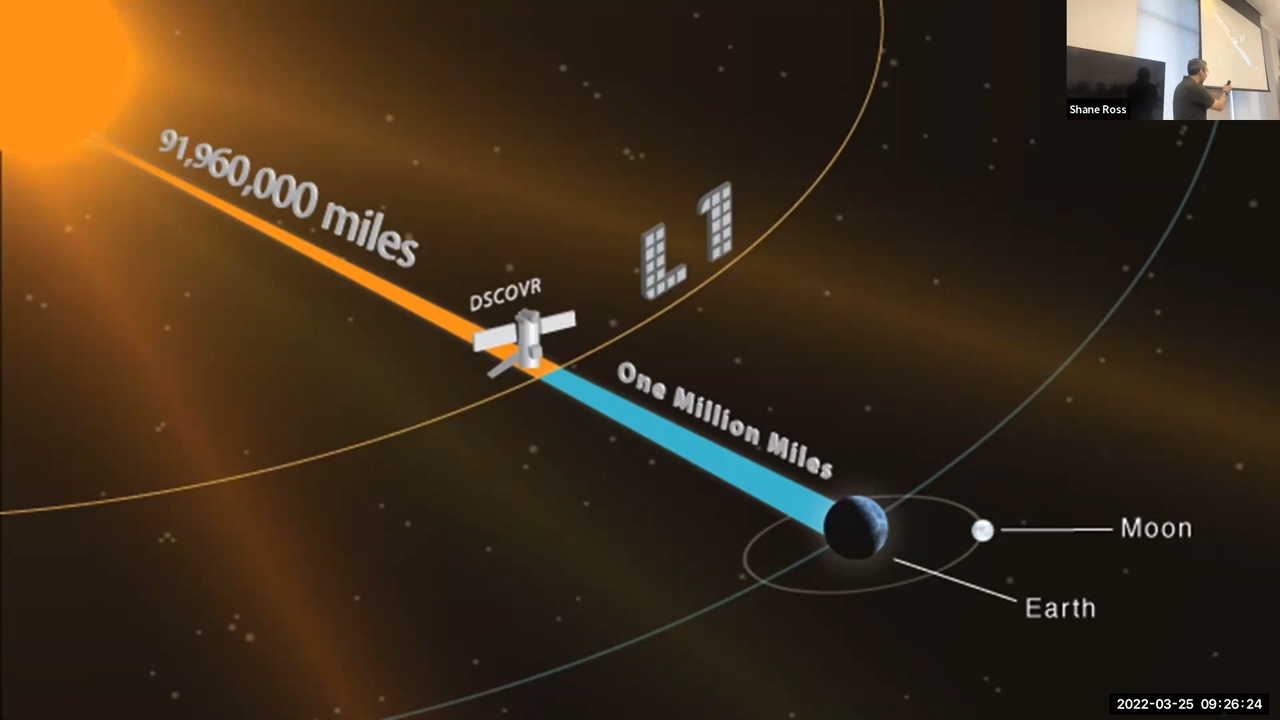 Shane Ross
91,960,000 miles
L1
DSCOVR
One Million Miles
Moon
Earth
2022-03-25 09:26:24